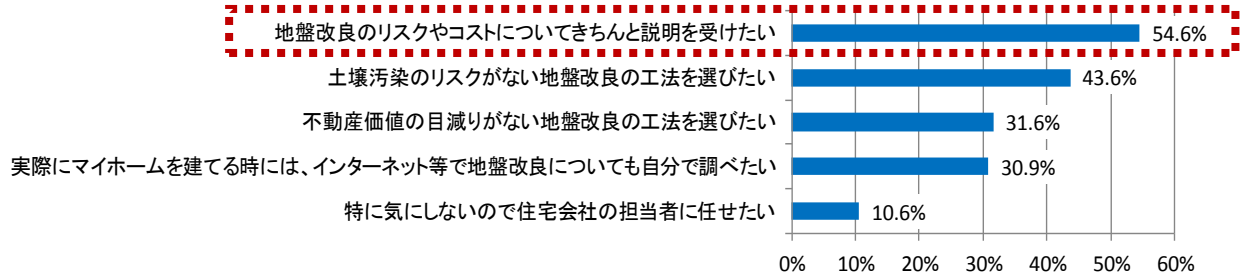 地盤改良のリスクやコストについてきちんと説明を受けたい 54.6%
土壌汚染のリスクがない地盤改良の工法を選びたい 43.6%
不動産価値の目減りがない地盤改良の工法を選びたい 31.6%
実際にマイホームを建てる時には、インターネット等で地盤改良についても自分で調べたい 30.9%
特に気にしないので住宅会社の担当者に任せたい 10.6%
0% 10% 20% 30% 40% 50% 60%